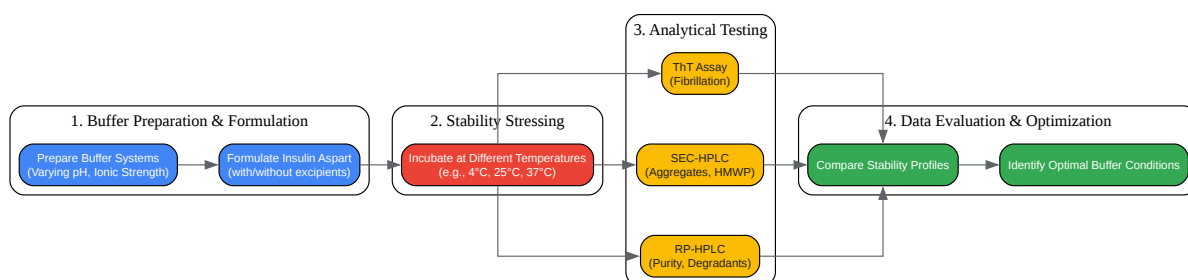 1. Buffer Preparation & Formulation
Prepare Buffer Systems
(Varying pH, Ionic Strength)
Formulate Insulin Aspart
(with/without excipients)
2. Stability Stressing
Incubate at Different Temperatures
(e.g., 4°C, 25°C, 37°C)
3. Analytical Testing
ThT Assay
(Fibrillation)
SEC-HPLC
(Aggregates, HMWP)
RP-HPLC
(Purity, Degradants)
4. Data Evaluation & Optimization
Compare Stability Profiles
Identify Optimal Buffer Conditions